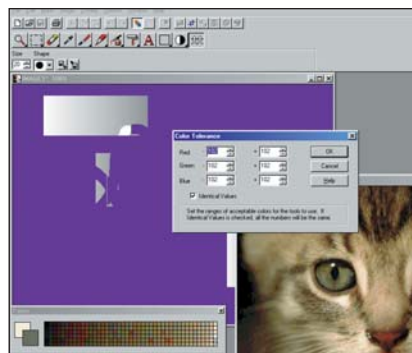 Size Shape
20
Color Tolerance
Red - 102 + 102 OK
Green - 102 + 102 Cancel
Blue - 102 + 102 Help
Identical Values
Set the ranges of acceptable colors for the tools to use. If
Identical Values is checked, all the numbers will be the same.